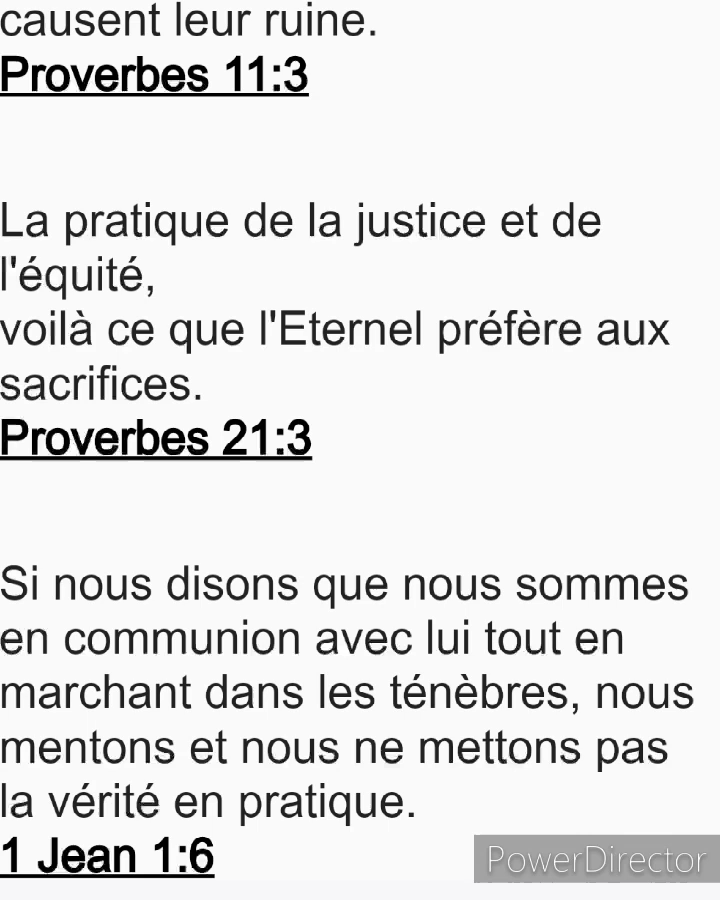 causent leur ruine.
Proverbes 11:3
La pratique de la justice et de
l'équité,
voilà ce que l'Eternel préfère aux
sacrifices.
Proverbes 21:3
Si nous disons que nous sommes
en communion avec lui tout en
marchant dans les ténèbres, nous
mentons et nous ne mettons pas
la vérité en pratique.
1 Jean 1:6
PowerDirector